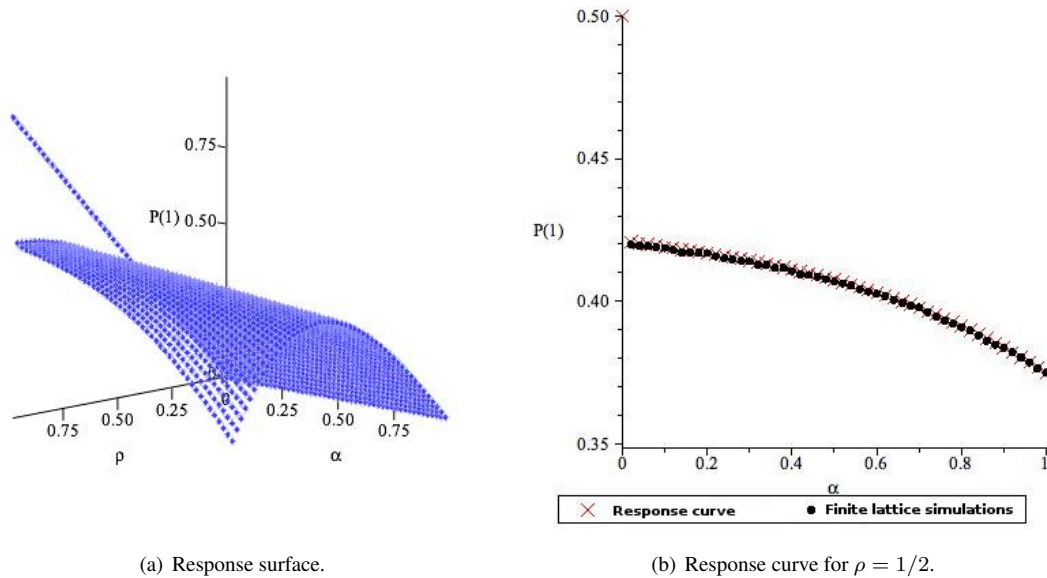 0.75
P(1) 0.50
0
0.75 0.50 0.25 0.25 0.50 0.75
ρ α
0.50
0.45
P(1)
0.40
0.35
0 0.2 0.4 0.6 0.8 1
α
Response curve Finite lattice simulations
(a) Response surface.
(b) Response curve for ρ = 1/2.